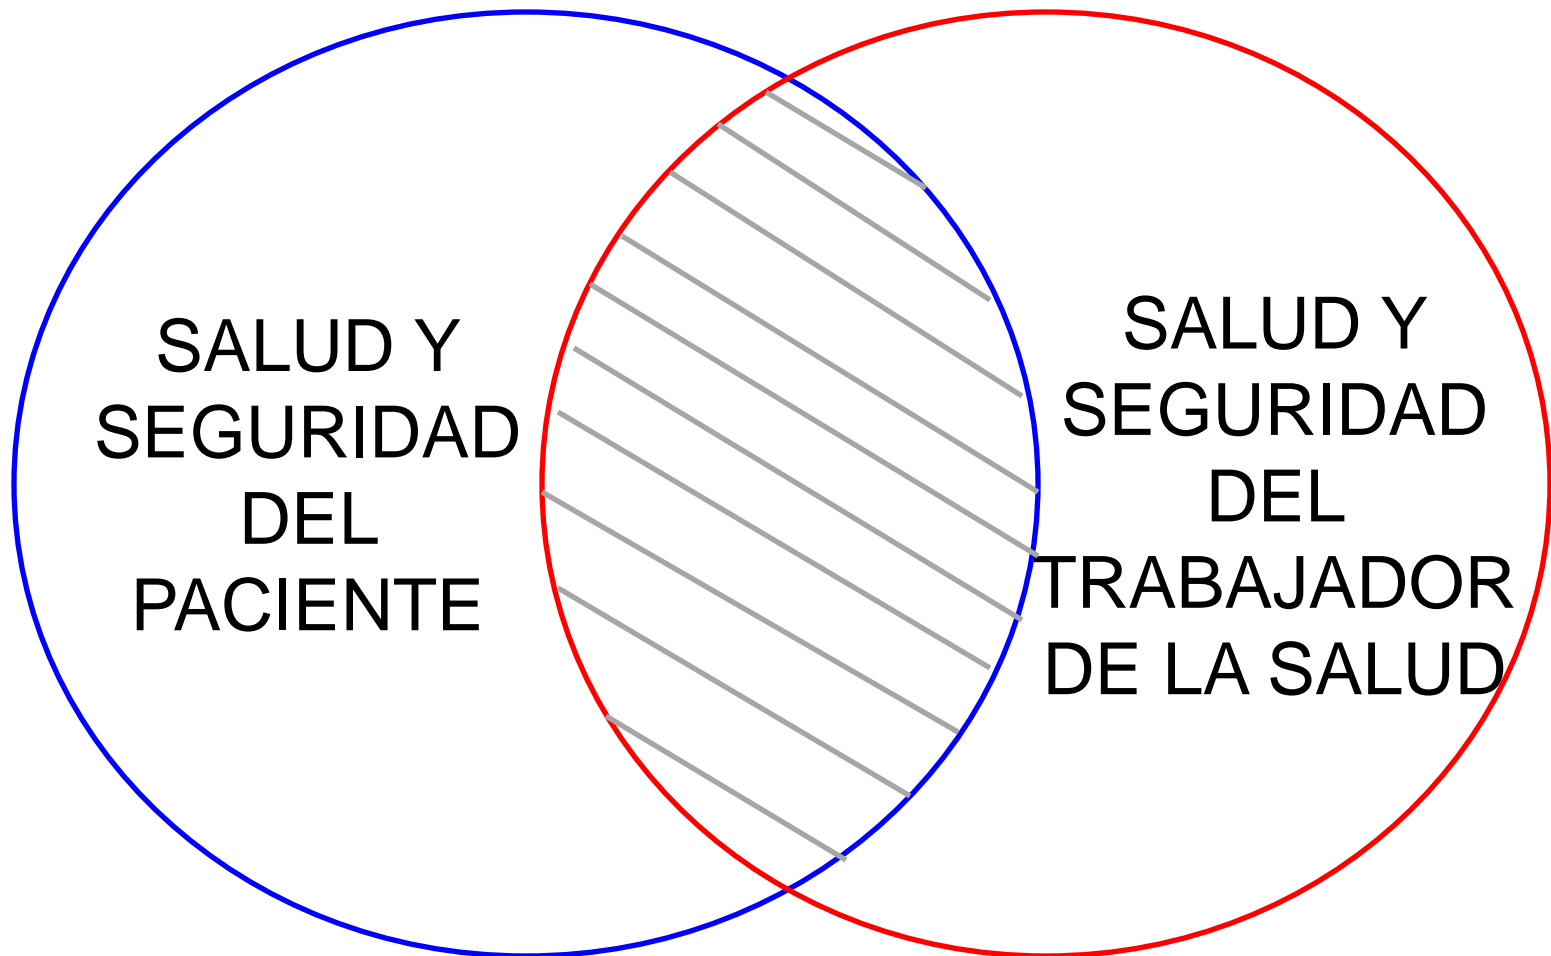 SALUD Y
SEGURIDAD
DEL
PACIENTE
SALUD Y
SEGURIDAD
DEL
TRABAJADOR
DE LA SALUD